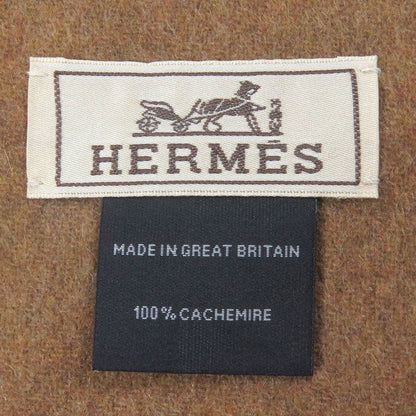 HERMÈS
MADE IN GREAT BRITAIN
100% CACHEMIRE